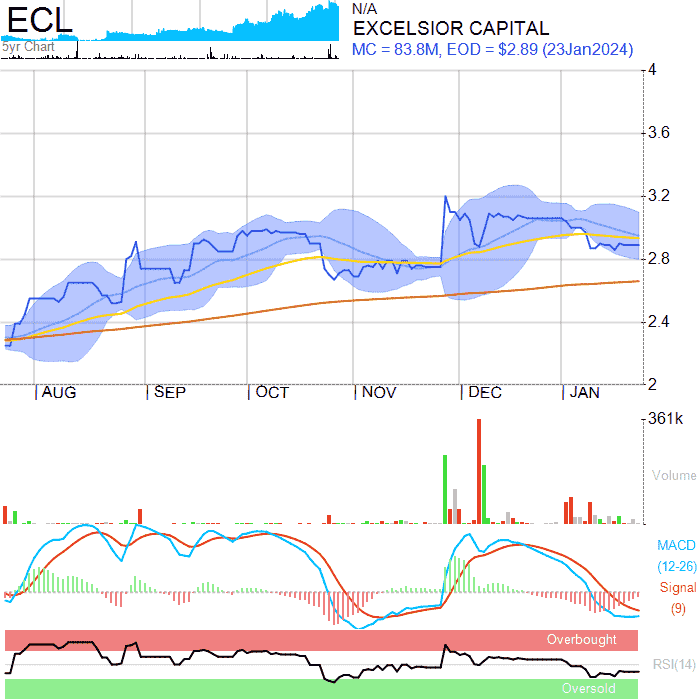 ECL
5yr Chart
N/A
EXCELSIOR CAPITAL
MC = 83.8M, EOD = $2.89 (23Jan2024)
4
3.6
3.2
2.8
2.4
2
AUG SEP OCT NOV DEC JAN
361k
Volume
MACD
(12-26)
Signal
(9)
Overbought
RSI(14)
Oversold